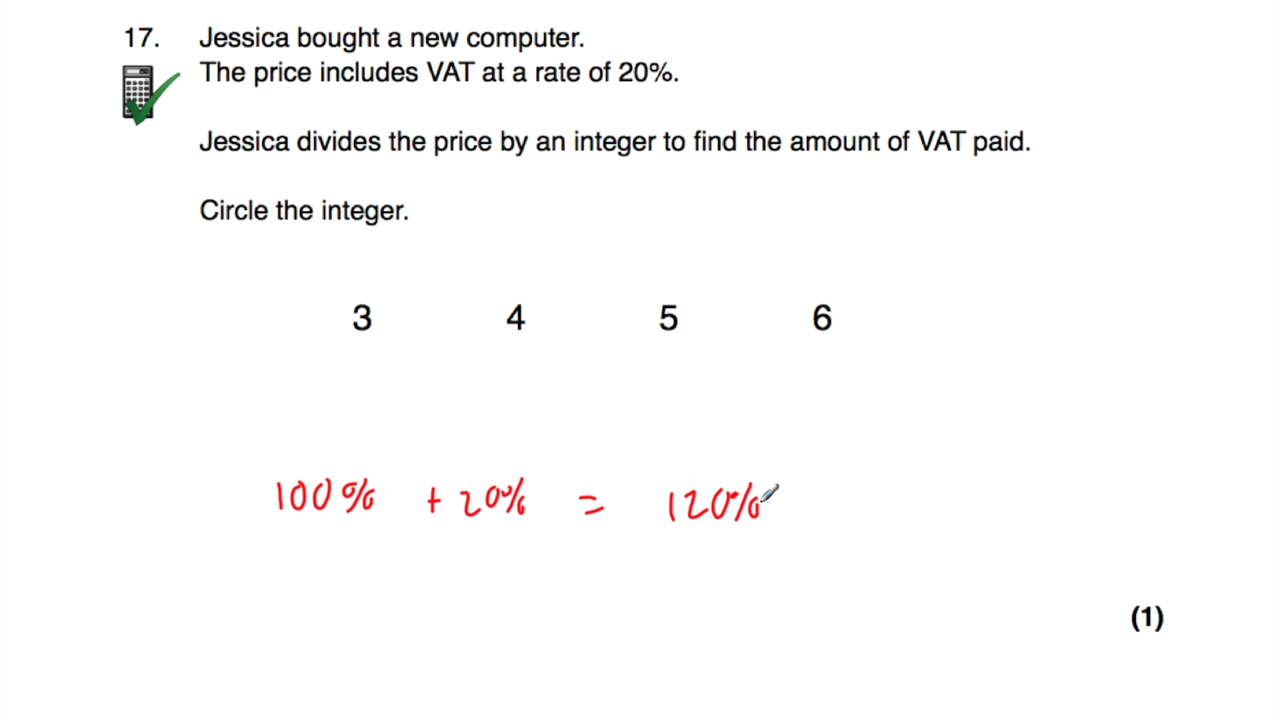 17. Jessica bought a new computer.
The price includes VAT at a rate of 20%.
Jessica divides the price by an integer to find the amount of VAT paid.
Circle the integer.
3 4 5 6
100% + 20% = 120%
(1)